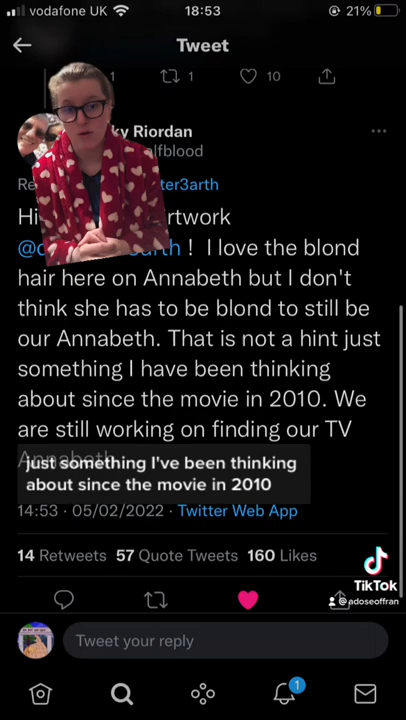 vodafone UK 18:53 21%
Tweet
1 1 10
ky Riordan
alfblood
ter3arth
Hi rtwork
! I love the blond
hair here on Annabeth but I don't
think she has to be blond to still be
our Annabeth. That is not a hint just
something I have been thinking
about since the movie in 2010. We
are still working on finding our TV
Annabeth
just something I've been thinking
about since the movie in 2010
14:53 · 05/02/2022 · Twitter Web App
14 Retweets 57 Quote Tweets 160 Likes
TikTok
@adoseoffran
Tweet your reply
1